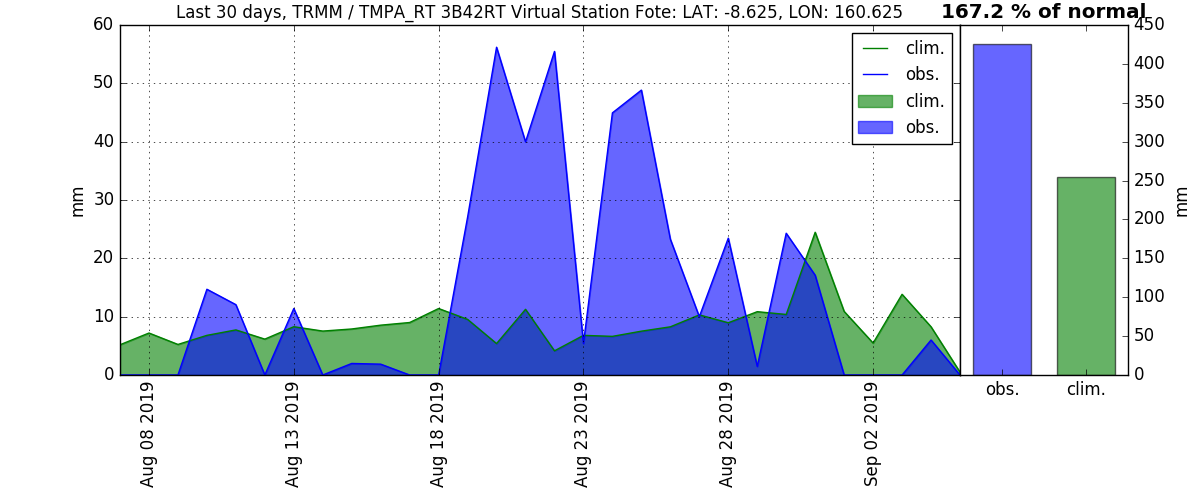 Last 30 days, TRMM / TMPA_RT 3B42RT Virtual Station Fote: LAT: -8.625, LON: 160.625
167.2 % of normal
60
50
40
30
20
10
0
mm
clim.
obs.
clim.
obs.
Aug 08 2019
Aug 13 2019
Aug 18 2019
Aug 23 2019
Aug 28 2019
Sep 02 2019
450
400
350
300
250
200
150
100
50
0
mm
obs.
clim.